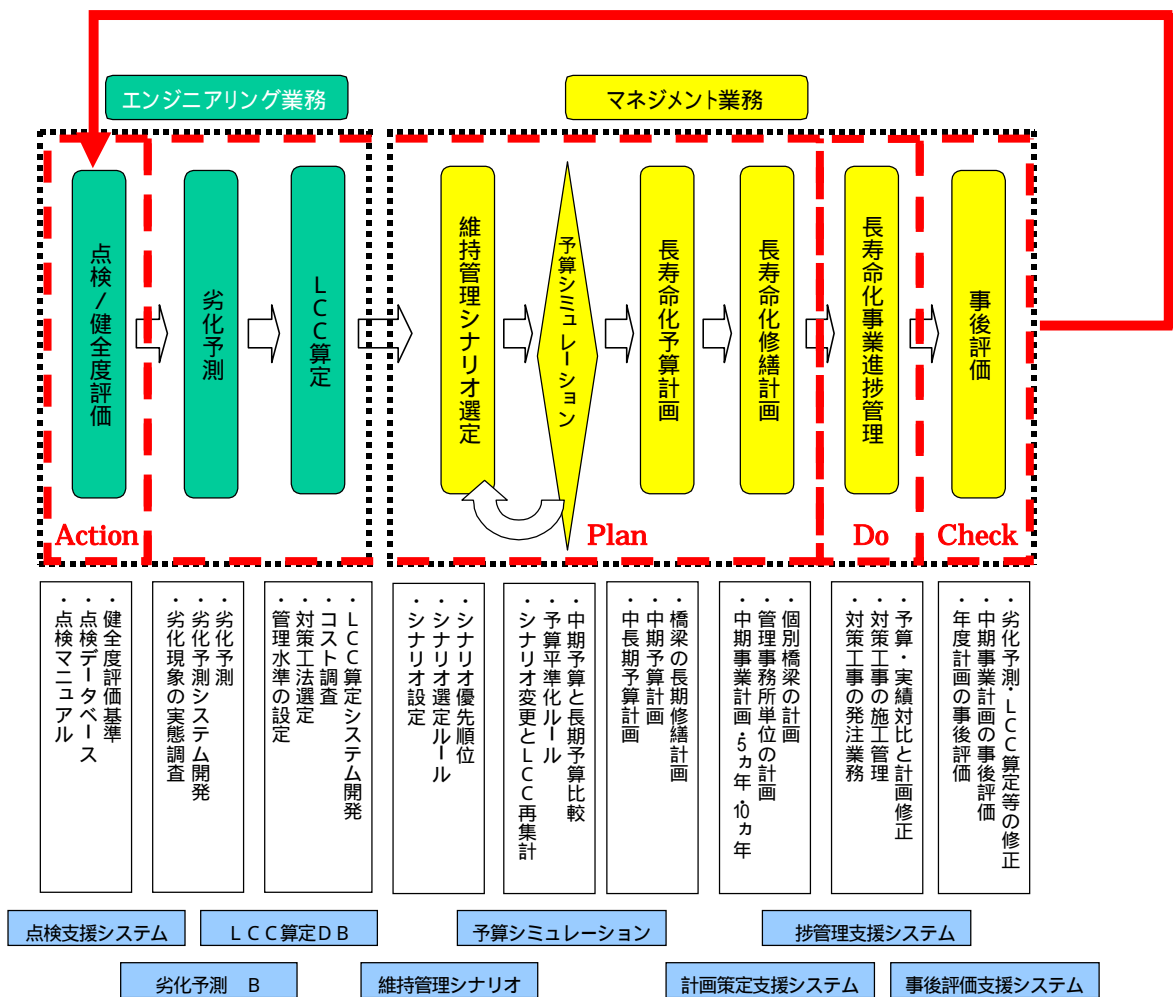 エンジニアリング業務
マネジメント業務
点検/健全度評価
劣化予測
LCC算定
維持管理シナリオ選定
予算シミュレーション
長寿命化予算計画
長寿命化修繕計画
長寿命化事業進捗管理
事後評価
Action
Plan
Do
Check
・健全度評価基準
・点検データベース
・点検マニュアル
・劣化予測
・劣化予測システム開発
・劣化現象の実態調査
・LCC算定システム開発
・コスト調査
・対策工法選定
・管理水準の設定
・シナリオ優先順位
・シナリオ選定ルール
・シナリオ設定
・中期予算と長期予算比較
・予算平準化ルール
・シナリオ変更とLCC再集計
・橋梁の長期修繕計画
・中期予算計画
・中長期予算計画
・個別橋梁の計画
・管理事務所単位の計画
・中期事業計画・5ヵ年・10ヵ年
・予算・実績対比と計画修正
・対策工事の施工管理
・対策工事の発注業務
・劣化予測・LCC算定等の修正
・中期事業計画の事後評価
・年度計画の事後評価
点検支援システム
LCC算定DB
予算シミュレーション
捗管理支援システム
劣化予測 B
維持管理シナリオ
計画策定支援システム
事後評価支援システム